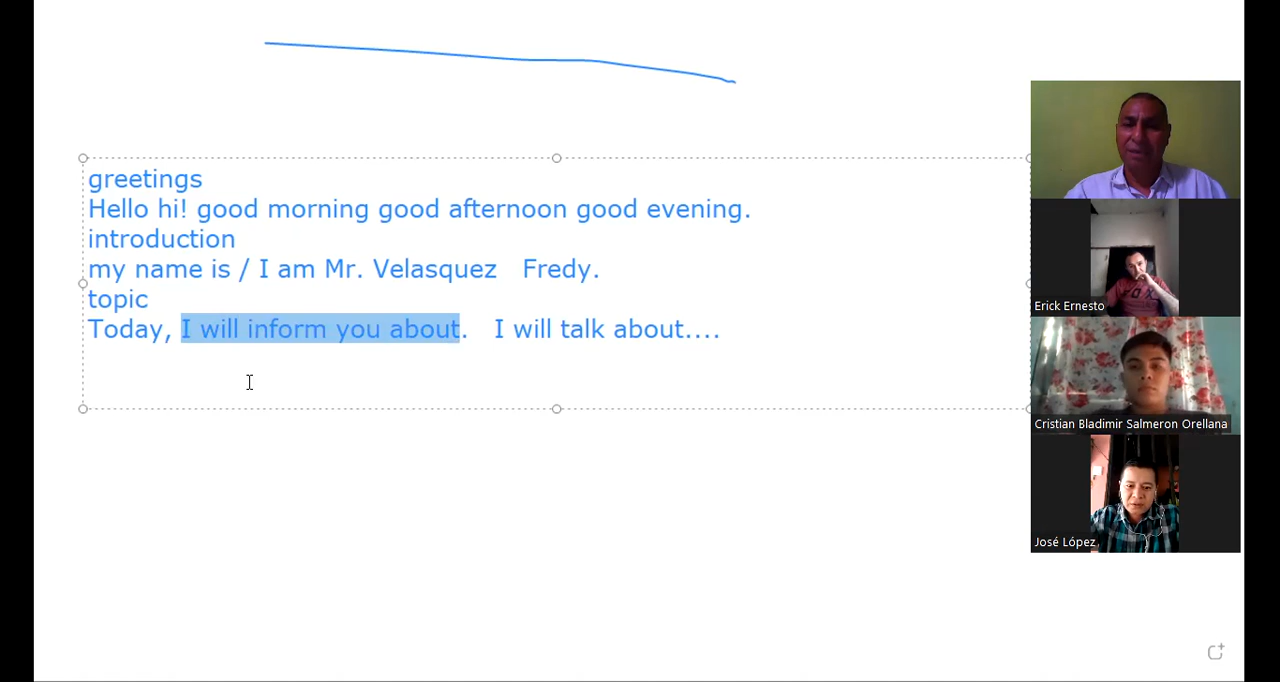 greetings
Hello hi! good morning good afternoon good evening.
introduction
my name is / I am Mr. Velasquez Fredy.
topic
Today, I will inform you about. I will talk about....
Erick Ernesto
Cristian Bladimir Salmeron Orellana
José López